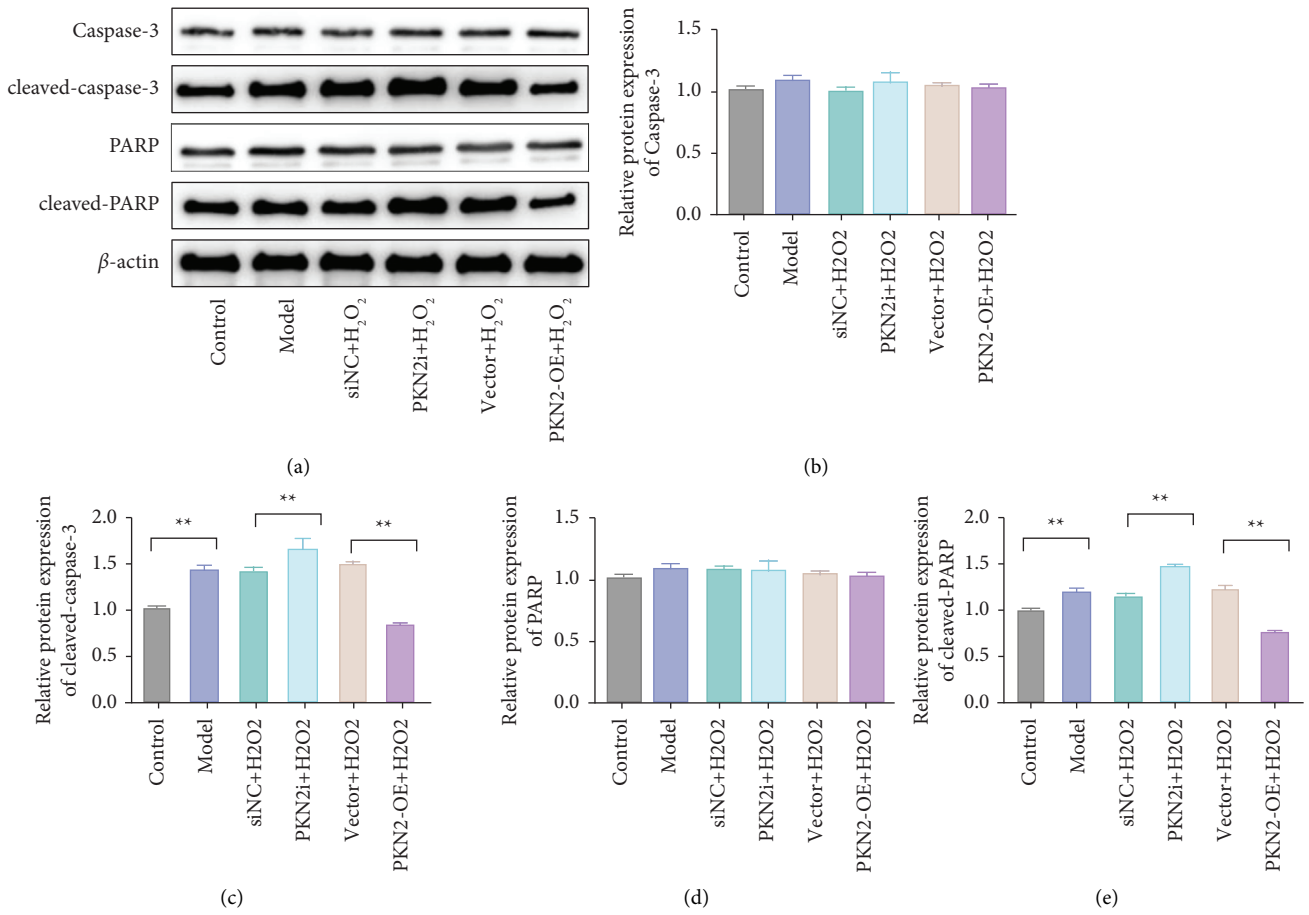 Caspase-3
cleaved-caspase-3
PARP
cleaved-PARP
β-actin
Control
Model
siNC+H₂O₂
PKN2i+H₂O₂
Vector+H₂O₂
PKN2-OE+H₂O₂
(a)
Relative protein expression
of Caspase-3
1.5
1.0
0.5
0.0
Control
Model
siNC+H2O2
PKN2i+H2O2
Vector+H2O2
PKN2-OE+H2O2
(b)
Relative protein expression
of cleaved-caspase-3
2.0
1.5
1.0
0.5
0.0
**
**
**
Control
Model
siNC+H2O2
PKN2i+H2O2
Vector+H2O2
PKN2-OE+H2O2
(c)
Relative protein expression
of PARP
1.5
1.0
0.5
0.0
Control
Model
siNC+H2O2
PKN2i+H2O2
Vector+H2O2
PKN2-OE+H2O2
(d)
Relative protein expression
of cleaved-PARP
2.0
1.5
1.0
0.5
0.0
**
**
**
Control
Model
siNC+H2O2
PKN2i+H2O2
Vector+H2O2
PKN2-OE+H2O2
(e)